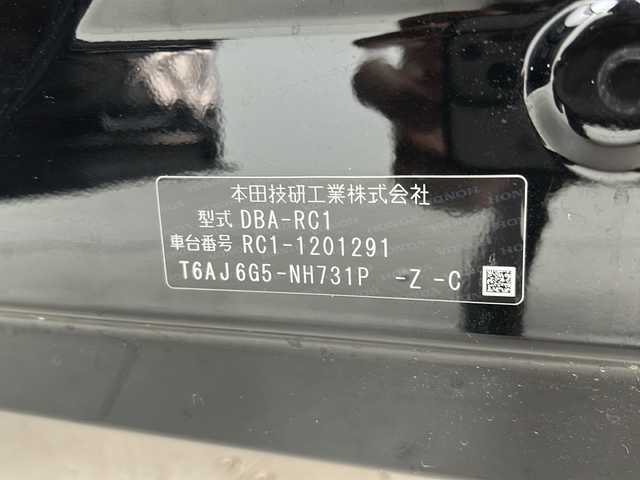 本田技研工業株式会社
型式 DBA-RC1
車台番号 RC1-1201291
T6AJ6G5-NH731P -Z -C